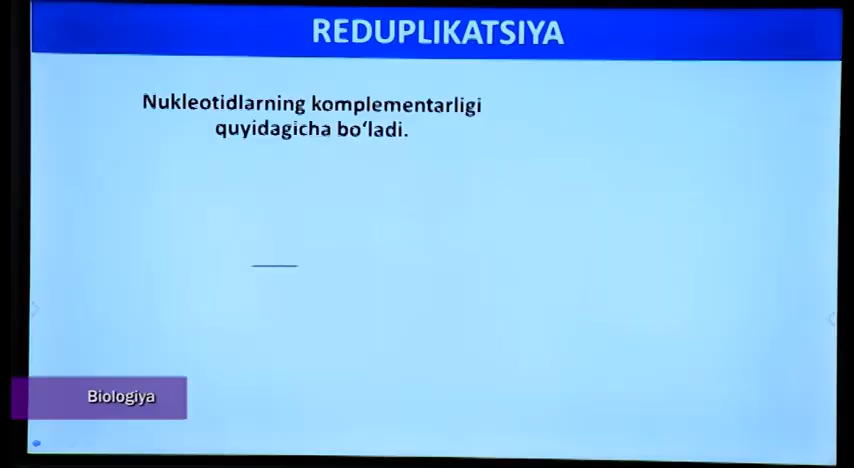 REDUPLIKATSIYA
Nukleotidlarning komplementarligi
quyidagicha bo‘ladi.
Biologiya